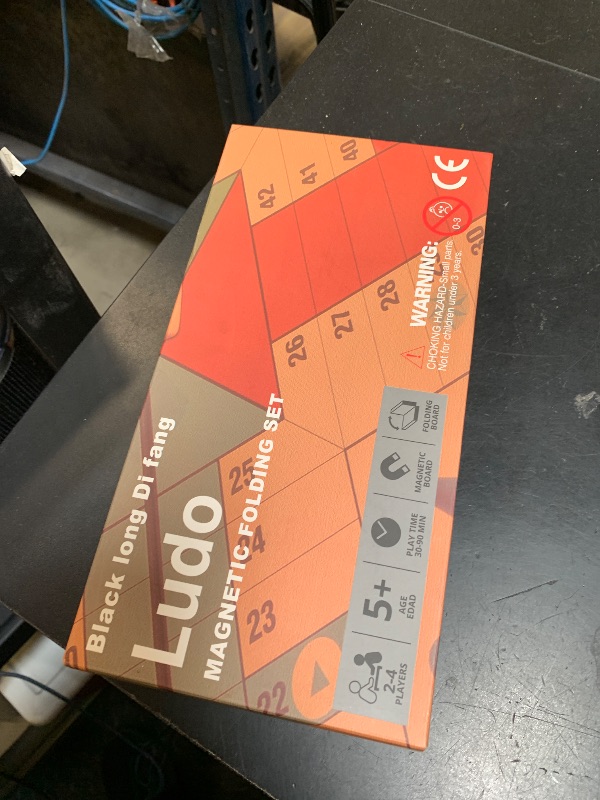 Black long Di fang
Ludo
MAGNETIC FOLDING SET
2-4
PLAYERS
5+
AGE
EDAD
PLAY TIME
30-90 MIN
MAGNETIC
BOARD
FOLDING
BOARD
WARNING:
CHOKING HAZARD-Small parts
Not for children under 3 years.
0-3
CE
42
41
40
26
27
28
30
25
24
23
22